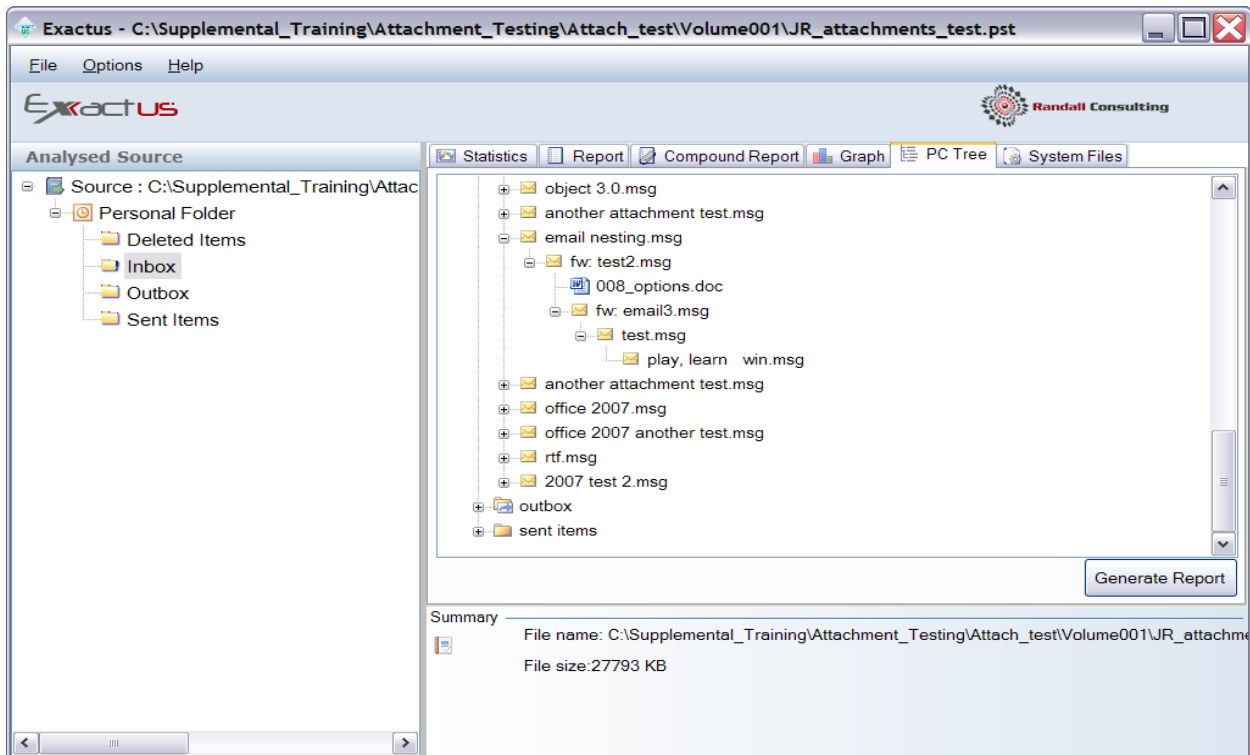 Exactus - C:\Supplemental_Training\Attachment_Testing\Attach_test\Volume001\JR_attachments_test.pst
File Options Help
Exactus
Randall Consulting
Analysed Source
Source : C:\Supplemental_Training\Attac
Personal Folder
Deleted Items
Inbox
Outbox
Sent Items
Statistics Report Compound Report Graph PC Tree System Files
object 3.0.msg
another attachment test.msg
email nesting.msg
fw: test2.msg
008_options.doc
fw: email3.msg
test.msg
play, learn win.msg
another attachment test.msg
office 2007.msg
office 2007 another test.msg
rtf.msg
2007 test 2.msg
outbox
sent items
Generate Report
Summary
File name: C:\Supplemental_Training\Attachment_Testing\Attach_test\Volume001\JR_attachme
File size:27793 KB